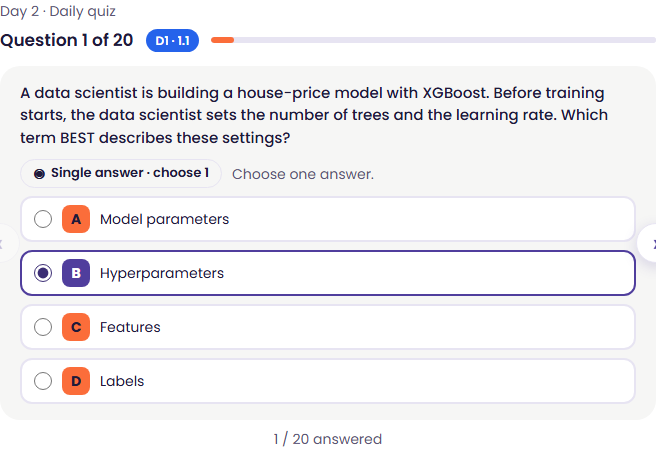 Day 2 · Daily quiz
Question 1 of 20 D1 · 1.1
A data scientist is building a house-price model with XGBoost. Before training
starts, the data scientist sets the number of trees and the learning rate. Which
term BEST describes these settings?
◉ Single answer · choose 1 Choose one answer.
A Model parameters
B Hyperparameters
C Features
D Labels
1 / 20 answered